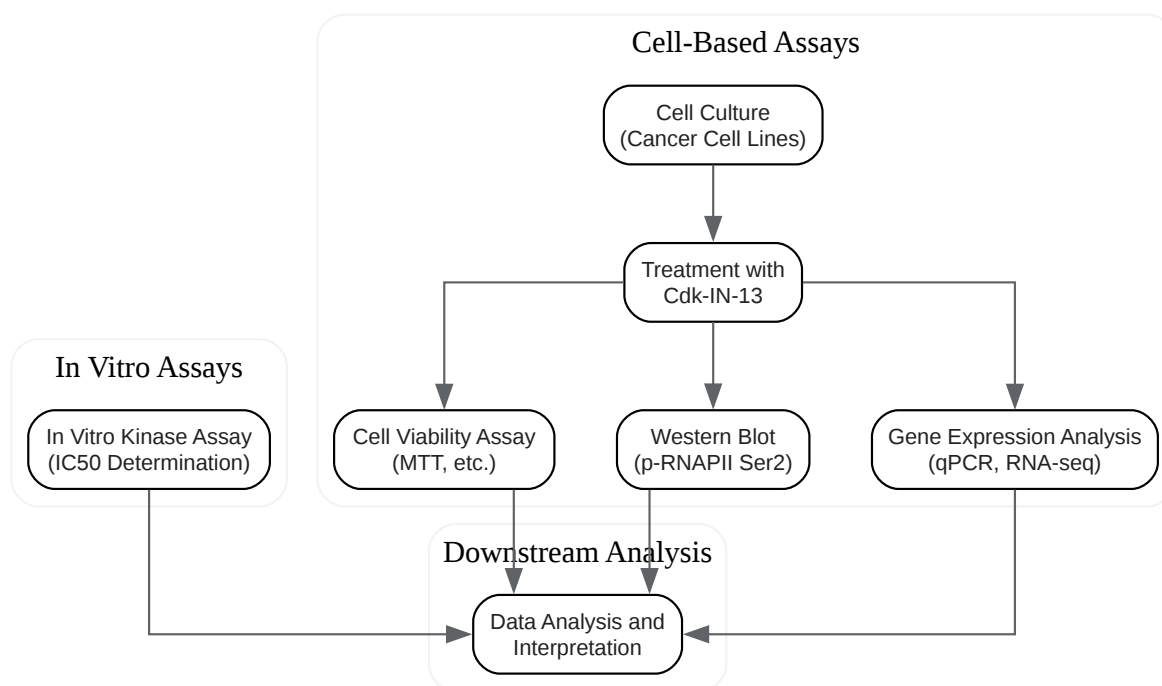 Cell-Based Assays
Cell Culture
(Cancer Cell Lines)
Treatment with
Cdk-IN-13
In Vitro Assays
In Vitro Kinase Assay
(IC50 Determination)
Cell Viability Assay
(MTT, etc.)
Western Blot
(p-RNAPII Ser2)
Gene Expression Analysis
(qPCR, RNA-seq)
Downstream Analysis
Data Analysis and
Interpretation